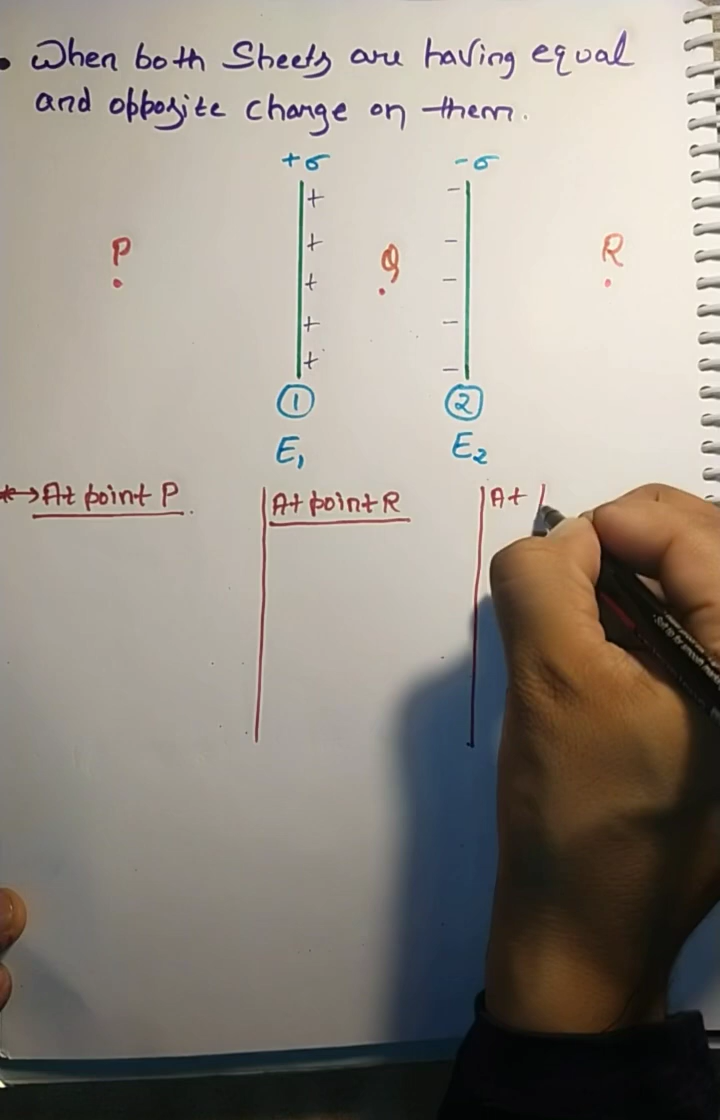 • When both Sheets are having equal
and opposite charge on them.
+σ -σ
P Q R
+ -
+ -
+ -
+ -
+ -
1 2
E₁ E₂
*→ At point P. At point R At